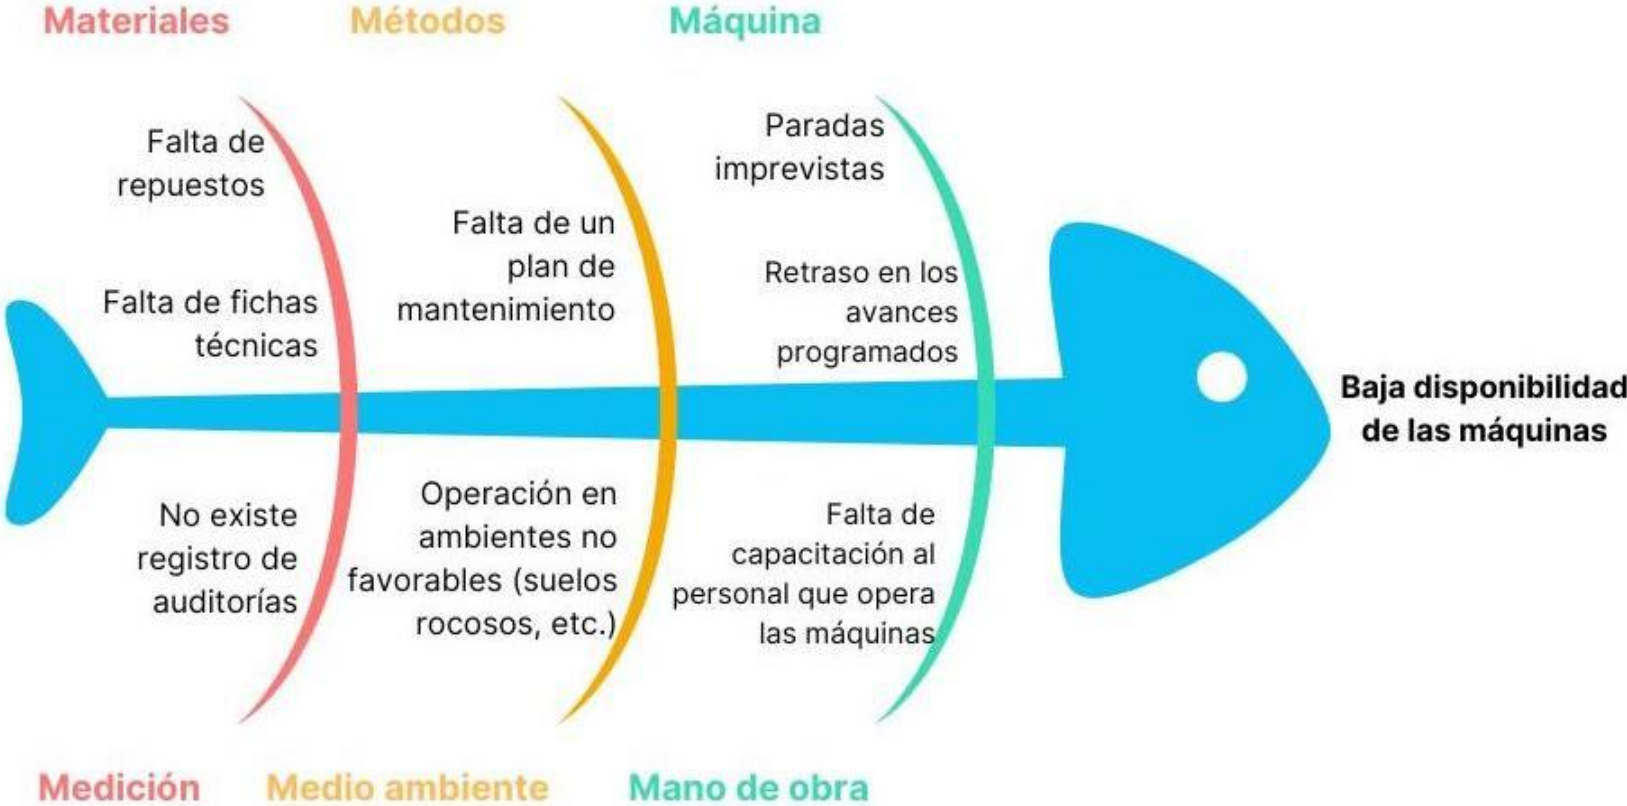 Materiales
Métodos
Máquina
Falta de
repuestos
Falta de fichas
técnicas
Falta de un
plan de
mantenimiento
Paradas
imprevistas
Retraso en los
avances
programados
Baja disponibilidad
de las máquinas
No existe
registro de
auditorías
Operación en
ambientes no
favorables (suelos
rocosos, etc.)
Falta de
capacitación al
personal que opera
las máquinas
Medición
Medio ambiente
Mano de obra